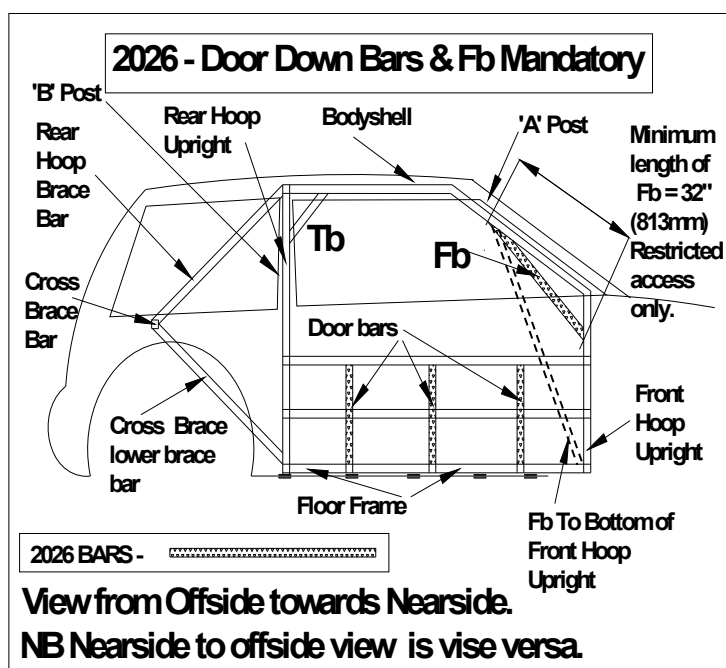 2026 - Door Down Bars & Fb Mandatory
'B' Post
Rear
Hoop
Brace
Bar
Rear Hoop
Upright
Bodyshell
'A' Post
Minimum
length of
Fb = 32"
(813mm)
Restricted
access
only.
Tb
Fb
Cross
Brace
Bar
Door bars
Cross Brace
lower brace
bar
Front
Hoop
Upright
Floor Frame
Fb To Bottom of
Front Hoop
Upright
2026 BARS -
View from Offside towards Nearside.
NB Nearside to offside view is vise versa.